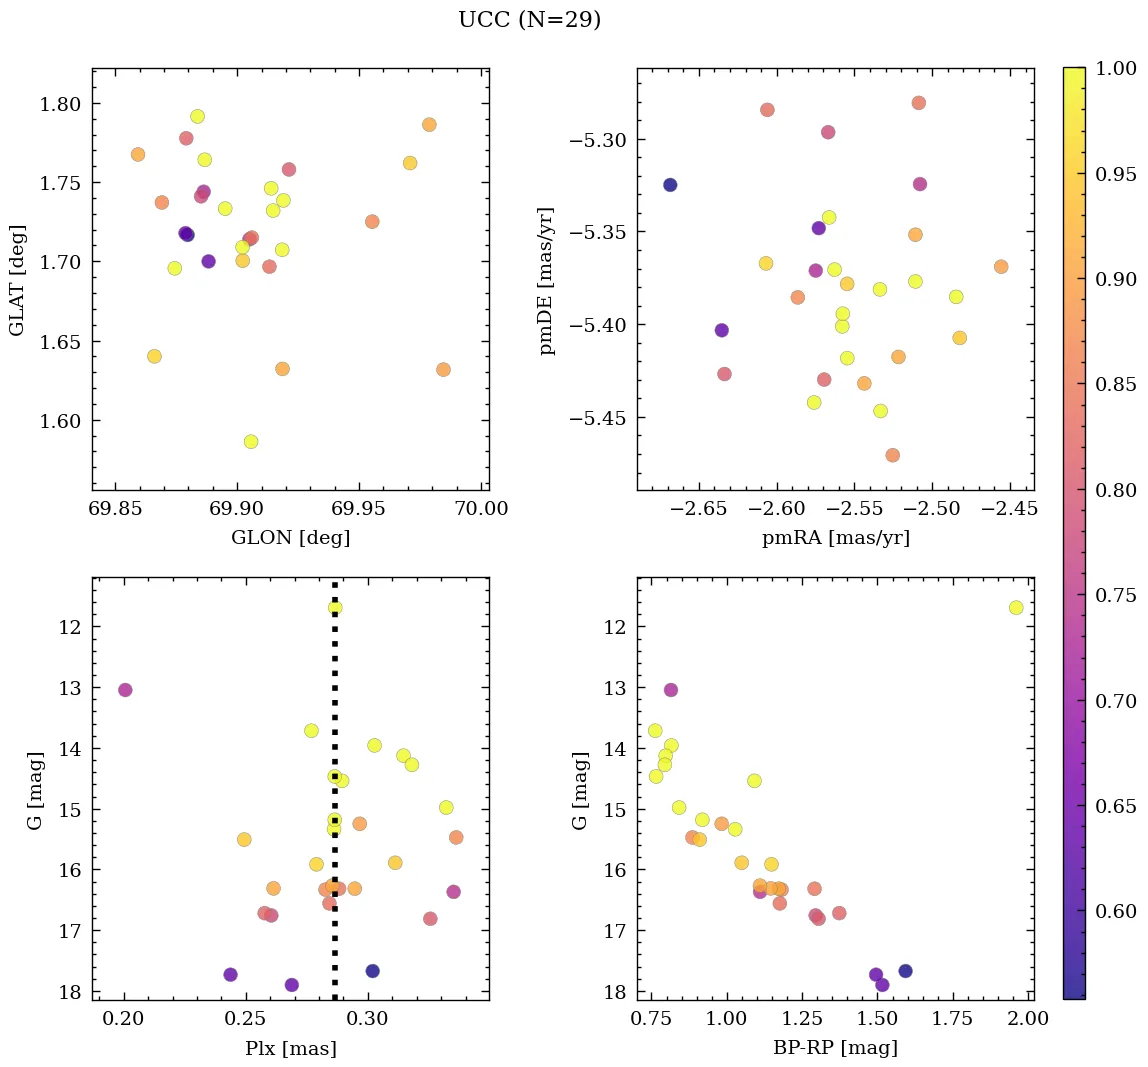 UCC (N=29)
1.80
1.75
1.70
1.65
1.60
GLAT [deg]
69.85 69.90 69.95 70.00
GLON [deg]
−5.30
−5.35
−5.40
−5.45
pmDE [mas/yr]
−2.65 −2.60 −2.55 −2.50 −2.45
pmRA [mas/yr]
12
13
14
15
16
17
18
G [mag]
0.20 0.25 0.30
Plx [mas]
12
13
14
15
16
17
18
G [mag]
0.75 1.00 1.25 1.50 1.75 2.00
BP-RP [mag]
1.00
0.95
0.90
0.85
0.80
0.75
0.70
0.65
0.60